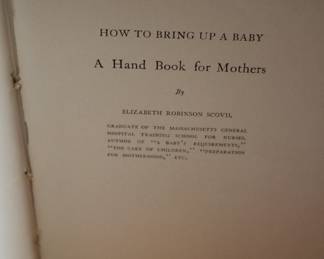 HOW TO BRING UP A BABY
A Hand Book for Mothers
By
ELIZABETH ROBINSON SCOVIL
GRADUATE OF THE MASSACHUSETTS GENERAL
HOSPITAL TRAINING SCHOOL FOR NURSES,
AUTHOR OF "A BABY'S REQUIREMENTS,"
"THE CARE OF CHILDREN," "PREPARATION
FOR MOTHERHOOD," ETC.